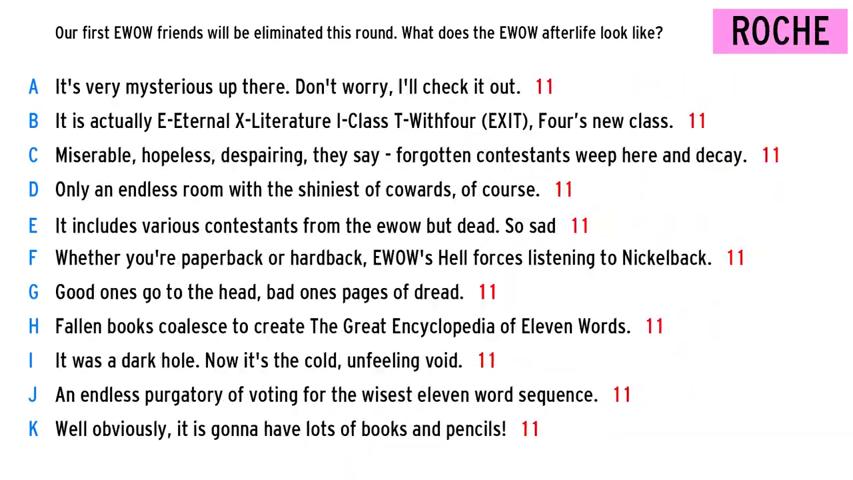 Our first EWOW friends will be eliminated this round. What does the EWOW afterlife look like?
ROCHE
A It's very mysterious up there. Don't worry, I'll check it out. 11
B It is actually E-Eternal X-Literature I-Class T-Withfour (EXIT), Four's new class. 11
C Miserable, hopeless, despairing, they say - forgotten contestants weep here and decay. 11
D Only an endless room with the shiniest of cowards, of course. 11
E It includes various contestants from the ewow but dead. So sad 11
F Whether you're paperback or hardback, EWOW's Hell forces listening to Nickelback. 11
G Good ones go to the head, bad ones pages of dread. 11
H Fallen books coalesce to create The Great Encyclopedia of Eleven Words. 11
I It was a dark hole. Now it's the cold, unfeeling void. 11
J An endless purgatory of voting for the wisest eleven word sequence. 11
K Well obviously, it is gonna have lots of books and pencils! 11